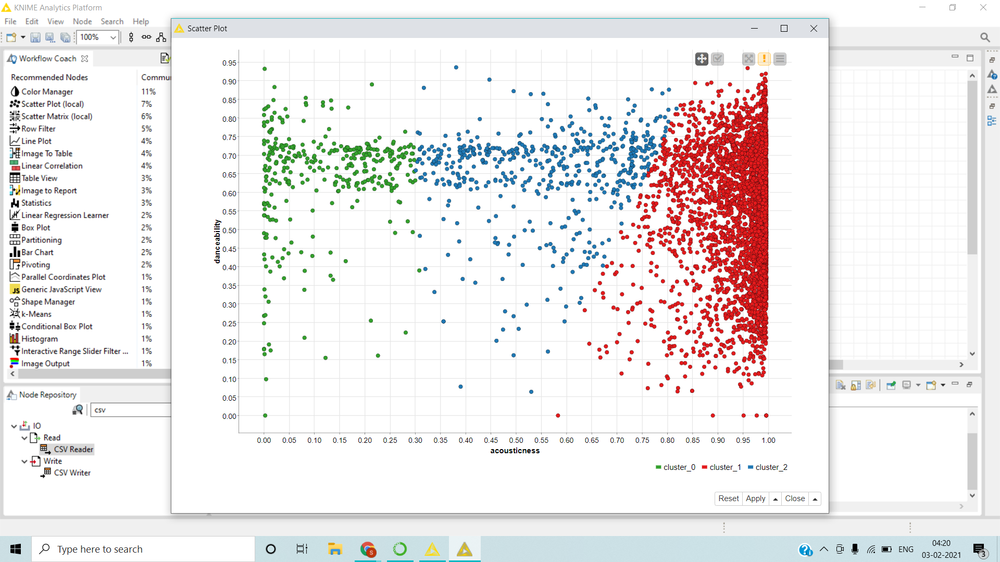 KNIME Analytics Platform
File Edit View Node Search Help
100%
Workflow Coach
Recommended Nodes Commu
Color Manager 11%
Scatter Plot (local) 7%
Scatter Matrix (local) 6%
Row Filter 5%
Line Plot 4%
Image To Table 4%
Linear Correlation 4%
Table View 3%
Image to Report 3%
Statistics 3%
Linear Regression Learner 2%
Box Plot 2%
Partitioning 2%
Bar Chart 2%
Pivoting 2%
Parallel Coordinates Plot 1%
JS Generic JavaScript View 1%
Shape Manager 1%
k-Means 1%
Conditional Box Plot 1%
Histogram 1%
Interactive Range Slider Filter ... 1%
Image Output 1%
Node Repository
csv
IO
Read
CSV Reader
Write
CSV Writer
Scatter Plot
!
0.95
0.90
0.85
0.80
0.75
0.70
0.65
0.60
0.55
0.50
0.45
0.40
0.35
0.30
0.25
0.20
0.15
0.10
0.05
0.00
danceability
0.00 0.05 0.10 0.15 0.20 0.25 0.30 0.35 0.40 0.45 0.50 0.55 0.60 0.65 0.70 0.75 0.80 0.85 0.90 0.95 1.00
acousticness
cluster_0 cluster_1 cluster_2
Reset Apply Close
Type here to search
S
ENG
04:20
03-02-2021
3